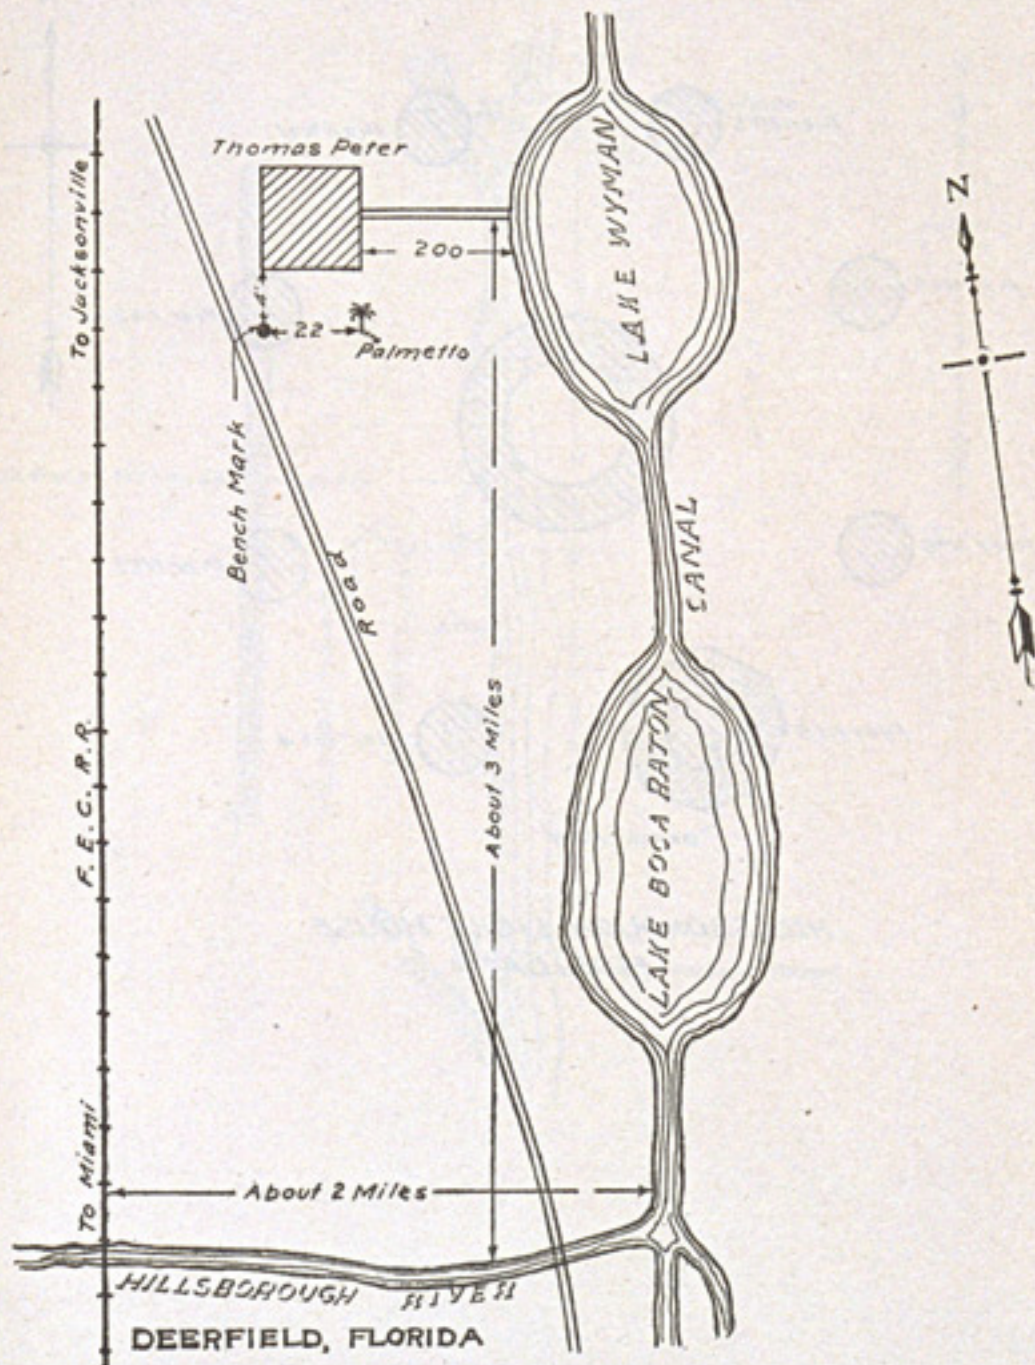 Thomas Peter
To Jacksonville
200
4'
22
Palmetto
Bench Mark
Road
LAKE WYMAN
N
CANAL
F. E. C. R.R.
About 3 Miles
LAKE BOCA RATON
To Miami
About 2 Miles
HILLSBOROUGH RIVER
DEERFIELD, FLORIDA